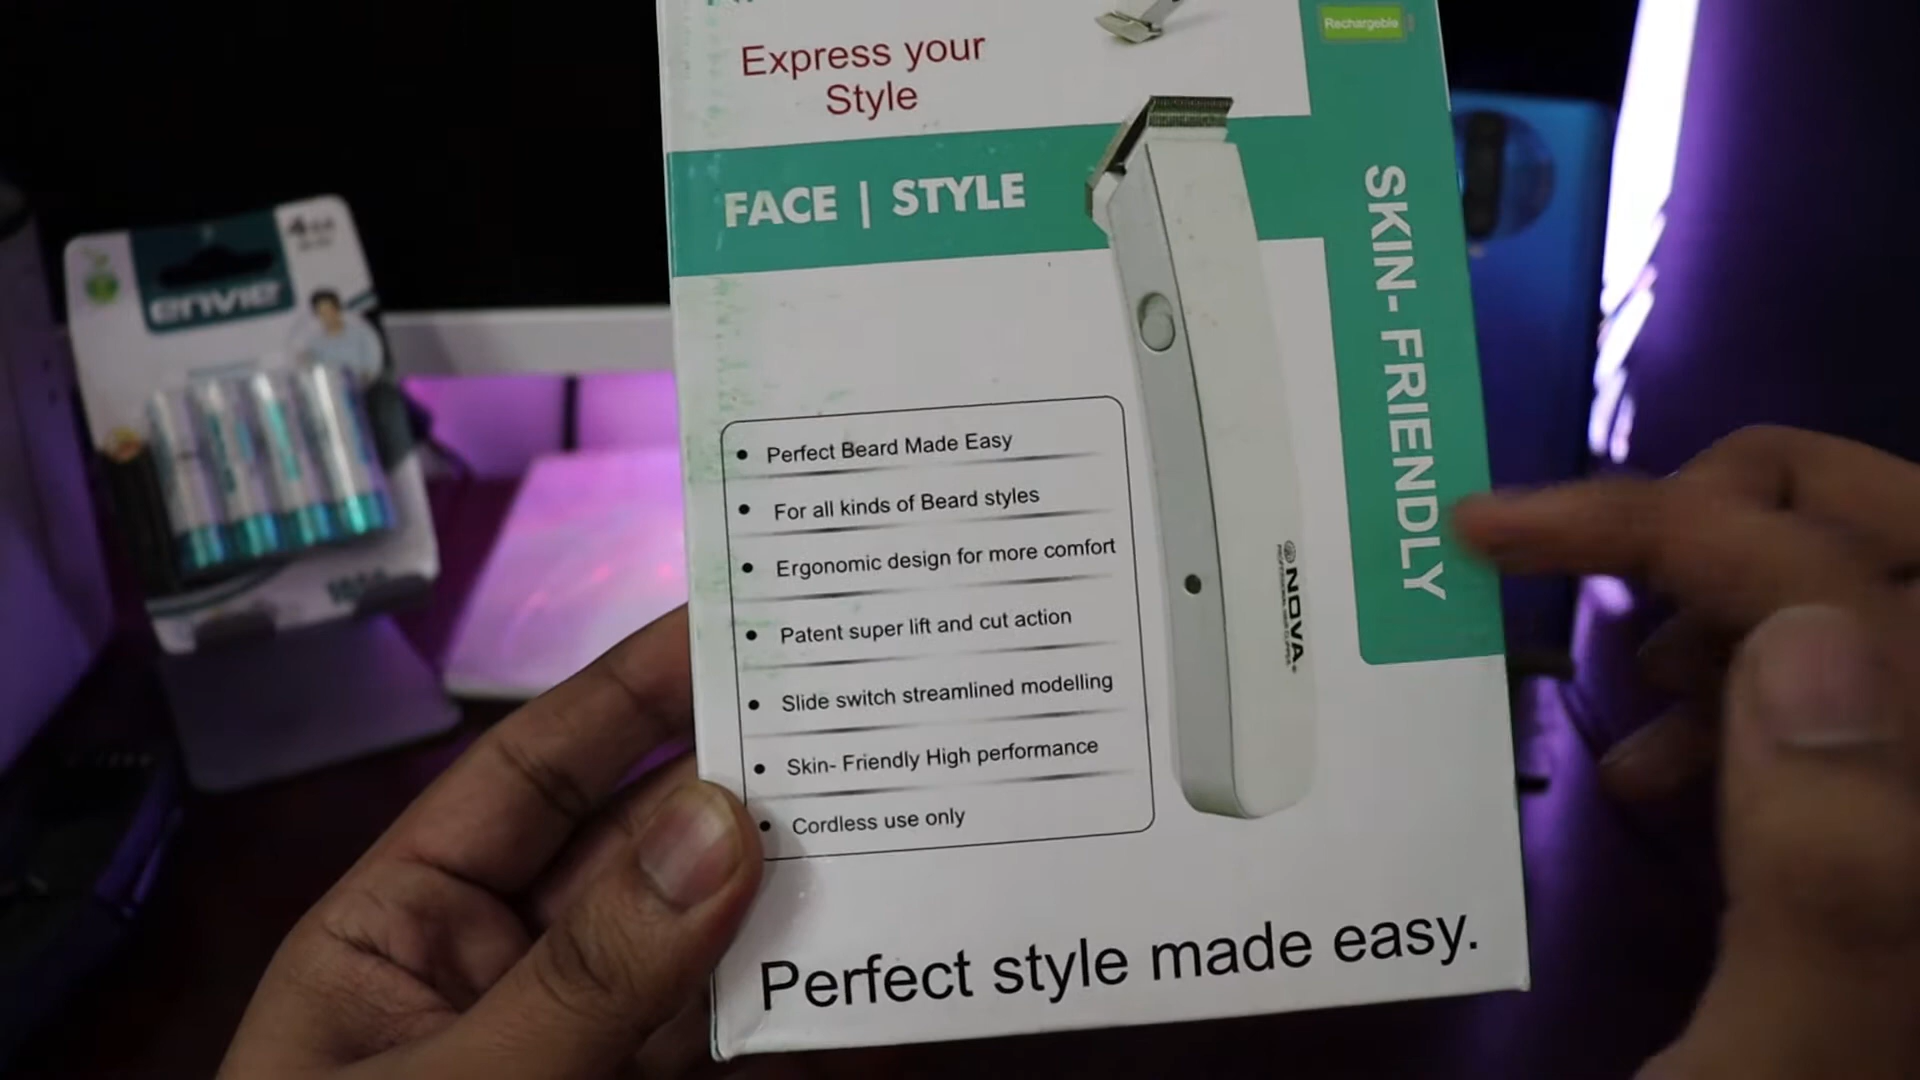 Express your
Style
Rechargeble
FACE | STYLE
SKIN- FRIENDLY
Perfect Beard Made Easy
For all kinds of Beard styles
Ergonomic design for more comfort
Patent super lift and cut action
Slide switch streamlined modelling
Skin- Friendly High performance
Cordless use only
NOVA
Perfect style made easy.
envie
4